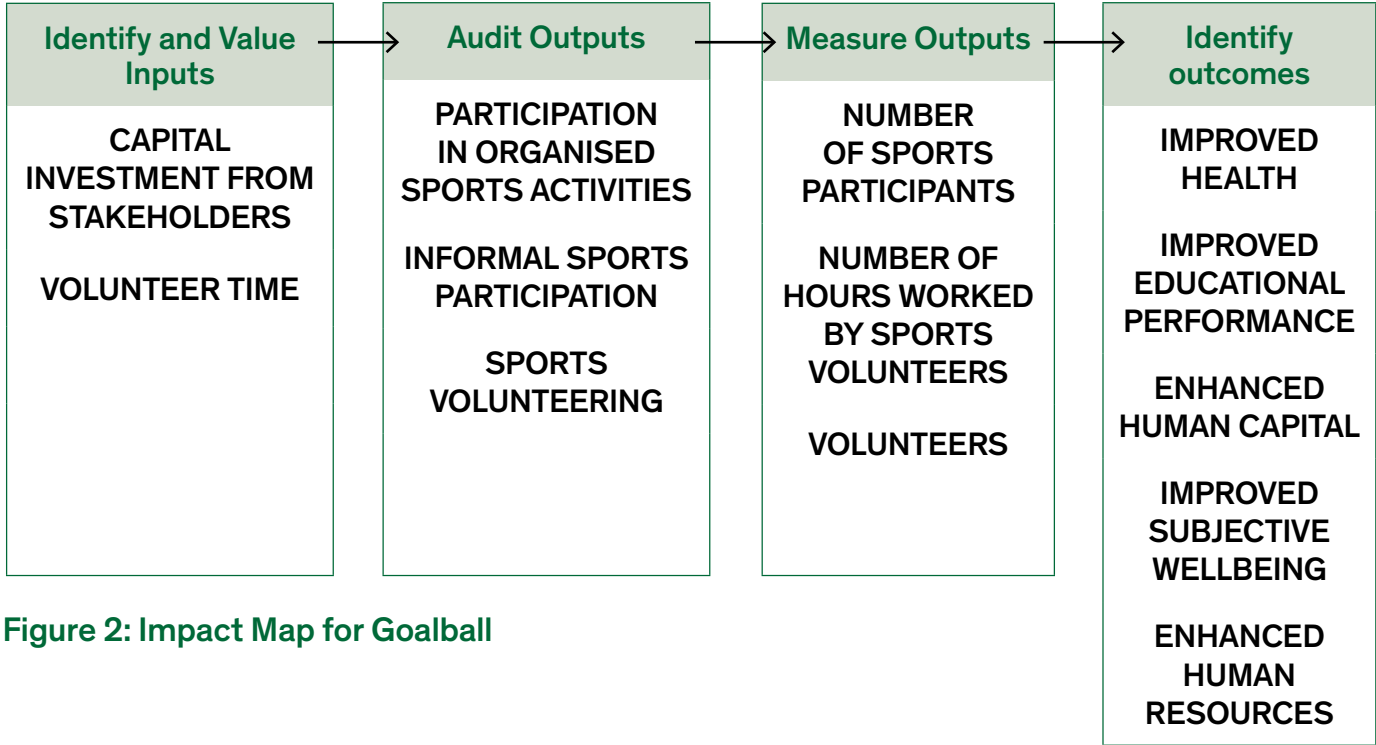 Identify and Value
Inputs
CAPITAL
INVESTMENT FROM
STAKEHOLDERS
VOLUNTEER TIME
Audit Outputs
PARTICIPATION
IN ORGANISED
SPORTS ACTIVITIES
INFORMAL SPORTS
PARTICIPATION
SPORTS
VOLUNTEERING
Measure Outputs
NUMBER
OF SPORTS
PARTICIPANTS
NUMBER OF
HOURS WORKED
BY SPORTS
VOLUNTEERS
VOLUNTEERS
Identify
outcomes
IMPROVED
HEALTH
IMPROVED
EDUCATIONAL
PERFORMANCE
ENHANCED
HUMAN CAPITAL
IMPROVED
SUBJECTIVE
WELLBEING
ENHANCED
HUMAN
RESOURCES
Figure 2: Impact Map for Goalball